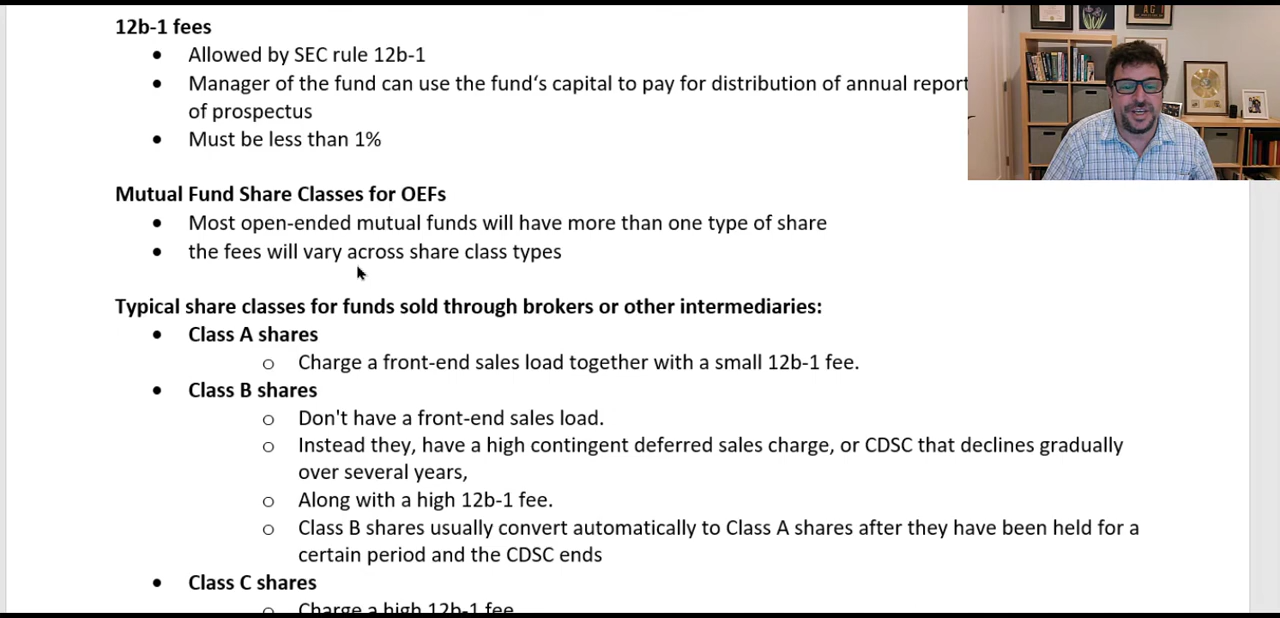 12b-1 fees
• Allowed by SEC rule 12b-1
• Manager of the fund can use the fund‘s capital to pay for distribution of annual report
of prospectus
• Must be less than 1%
Mutual Fund Share Classes for OEFs
• Most open-ended mutual funds will have more than one type of share
• the fees will vary across share class types
Typical share classes for funds sold through brokers or other intermediaries:
• Class A shares
o Charge a front-end sales load together with a small 12b-1 fee.
• Class B shares
o Don't have a front-end sales load.
o Instead they, have a high contingent deferred sales charge, or CDSC that declines gradually
over several years,
o Along with a high 12b-1 fee.
o Class B shares usually convert automatically to Class A shares after they have been held for a
certain period and the CDSC ends
• Class C shares
o Charge a high 12b-1 fee